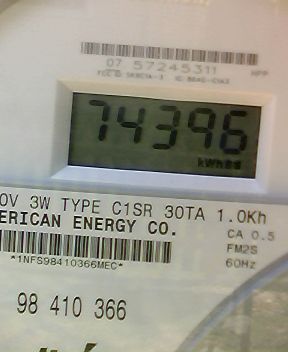 07 57245311
74396
kWhas
0V 3W TYPE C1SR 30TA 1.0Kh
ERICAN ENERGY CO.
CA 0.5
FM2S
60Hz
*1NFS98410366MEC*
98 410 366